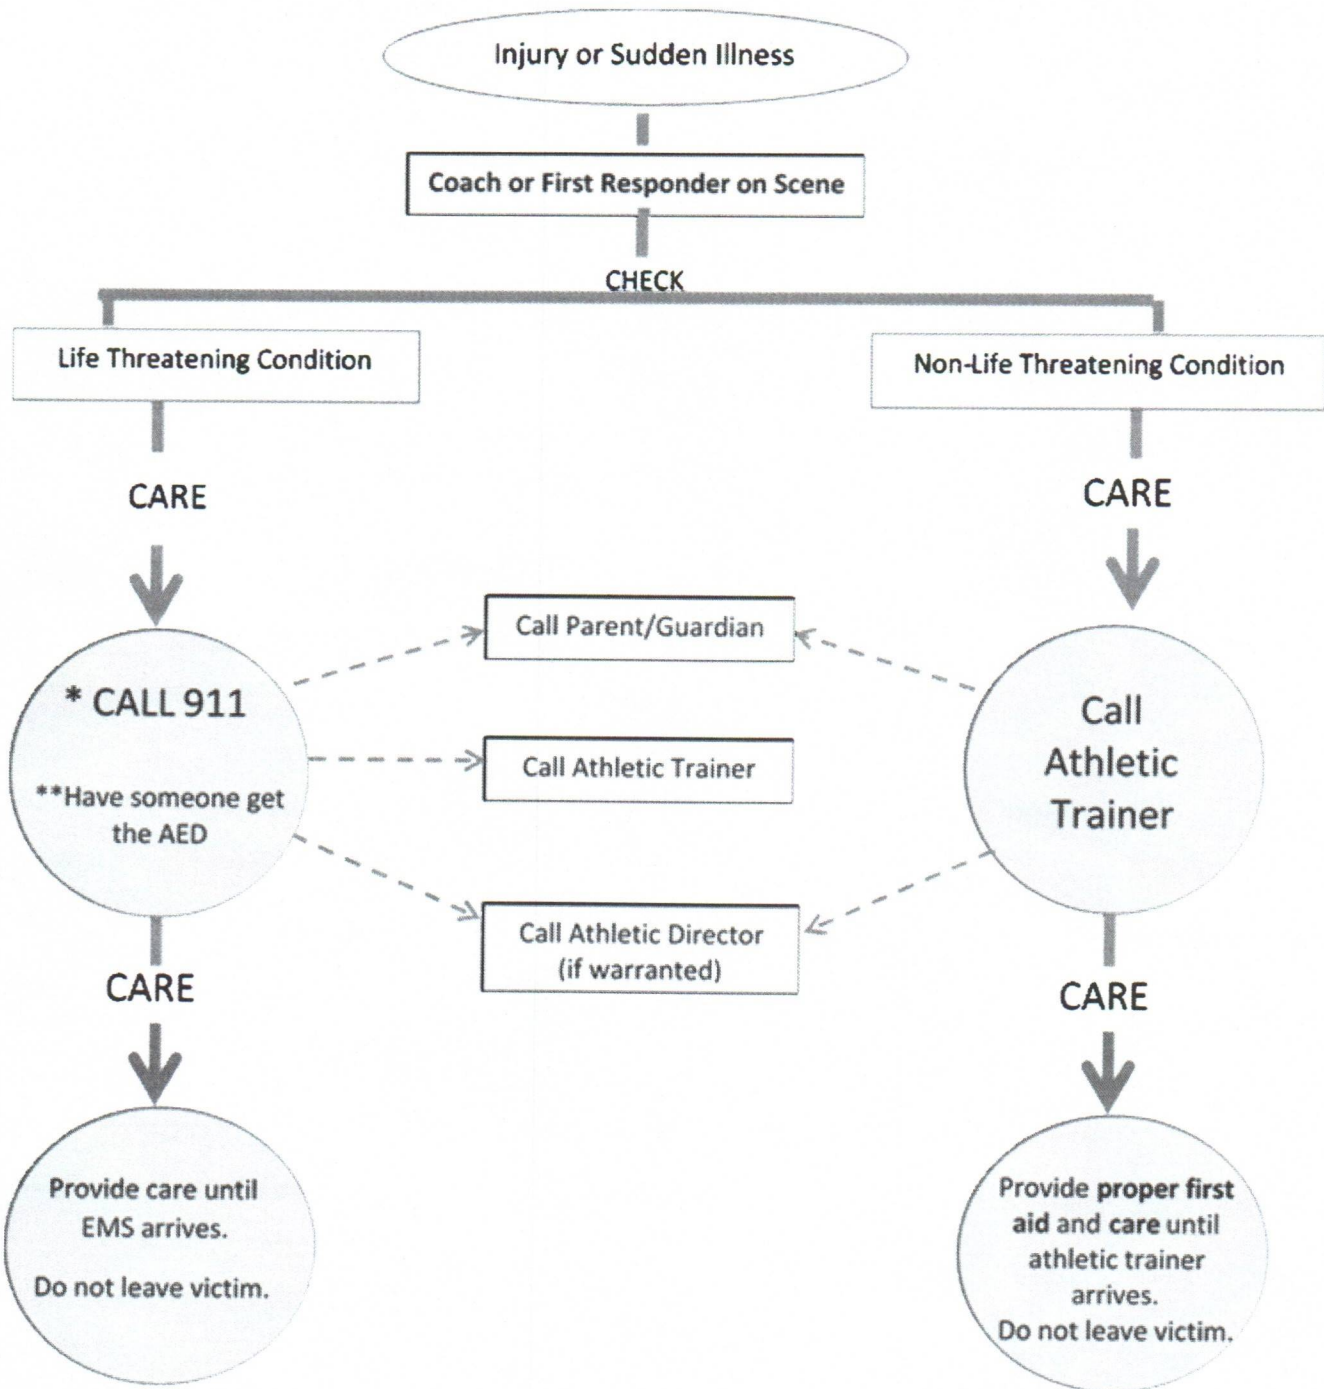 Injury or Sudden Illness
Coach or First Responder on Scene
CHECK
Life Threatening Condition
Non-Life Threatening Condition
CARE
CARE
* CALL 911
**Have someone get
the AED
Call Parent/Guardian
Call Athletic Trainer
Call Athletic Director
(if warranted)
Call
Athletic
Trainer
CARE
CARE
Provide care until
EMS arrives.
Do not leave victim.
Provide proper first
aid and care until
athletic trainer
arrives.
Do not leave victim.